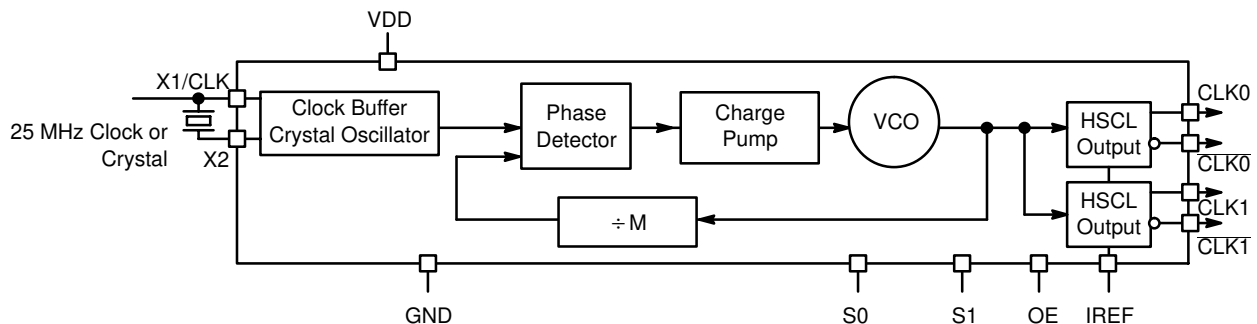 VDD
X1/CLK
25 MHz Clock or
Crystal
X2
Clock Buffer
Crystal Oscillator
Phase
Detector
Charge
Pump
VCO
÷ M
HSCL
Output
HSCL
Output
CLK0
CLK0
CLK1
CLK1
GND
S0
S1
OE
IREF